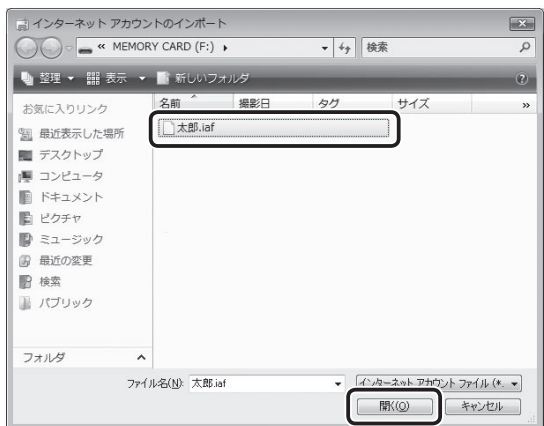 インターネット アカウントのインポート
« MEMORY CARD (F:) 検索
整理 表示 新しいフォルダ
お気に入りリンク
最近表示した場所
デスクトップ
コンピュータ
ドキュメント
ピクチャ
ミュージック
最近の変更
検索
パブリック
フォルダ
名前 撮影日 タグ サイズ »
太郎.iaf
ファイル名(N): 太郎.iaf インターネット アカウント ファイル (*.
開く(O) キャンセル